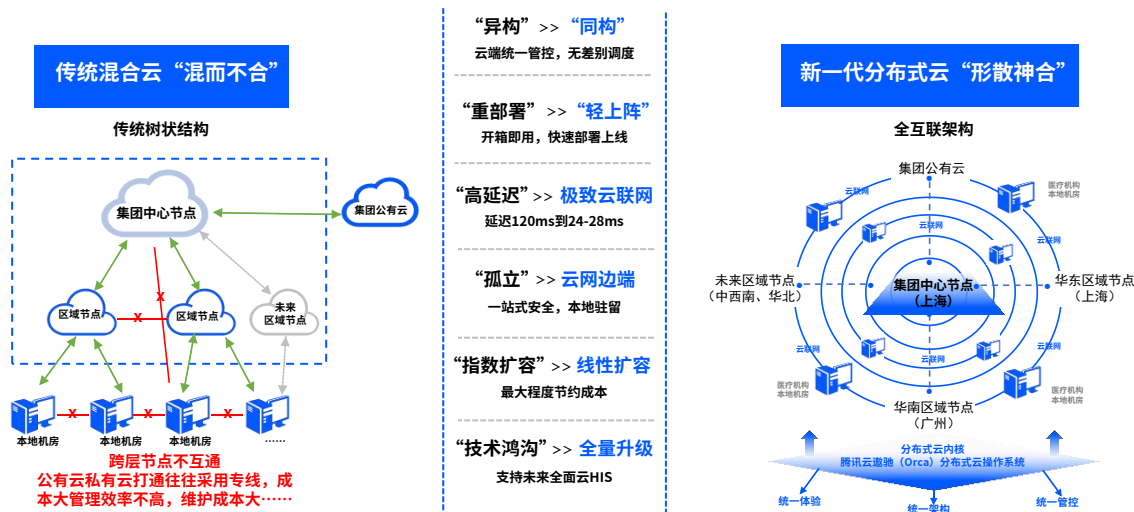 传统混合云“混而不合”
传统树状结构
集团中心节点
集团公有云
区域节点
区域节点
未来
区域节点
X
X
X
X
X
本地机房
本地机房
本地机房
……
跨层节点不互通
公有云私有云打通往往采用专线，成
本大管理效率不高，维护成本大……
“异构” >> “同构”
云端统一管控，无差别调度
“重部署” >> “轻上阵”
开箱即用，快速部署上线
“高延迟” >> 极致云联网
延迟120ms到24-28ms
“孤立” >> 云网边端
一站式安全，本地驻留
“指数扩容” >> 线性扩容
最大程度节约成本
“技术鸿沟” >> 全量升级
支持未来全面云HIS
新一代分布式云“形散神合”
全互联架构
集团公有云
云联网
医疗机构
本地机房
云联网
云联网
未来区域节点
（中西南、华北）
集团中心节点
（上海）
华东区域节点
（上海）
云联网
云联网
云联网
医疗机构
本地机房
医疗机构
本地机房
华南区域节点
（广州）
分布式云内核
腾讯云遨驰（Orca）分布式云操作系统
统一体验
统一架构
统一管控